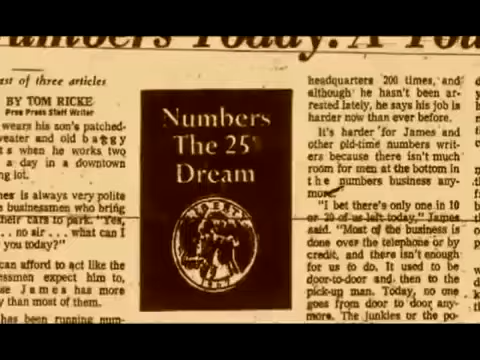 Numbers Today: A
est of three articles
BY TOM RICKE
Free Press Staff Writer
wears his son's patched-
weater and old baggy
s when he works two
a day in a downtown
ng lot.
es is always very polite
e businessmen who bring
heir cars to park. "Yes,
. . . no air . . . what can I
you today?"
can afford to act like the
essmen expect him to,
se James has more
y than most of them.
has been running num-
Numbers
The 25¢
Dream
LIBERTY
headquarters 200 times, and
although he hasn't been ar-
rested lately, he says his job is
harder now than ever before.
It's harder for James and
other old-time numbers writ-
ers because there isn't much
room for men at the bottom in
the numbers business any-
more.
"I bet there's only one in 10
or 20 of us left today," James
said. "Most of the business is
done over the telephone or by
credit, and there isn't enough
for us to do. It used to be
door-to-door and then to the
pick-up man. Today, no one
goes from door to door any-
more. The junkies or the po-